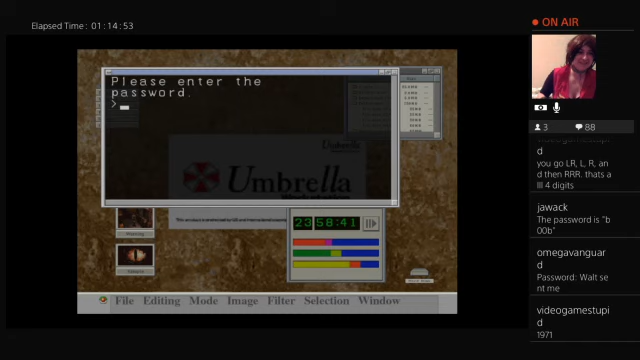 Elapsed Time : 01:14:53
ON AIR
Please enter the
password.
>_
Umbrella
Umbrella
23 58:41
File Editing Mode Image Filter Selection Window
3
88
d
you go LR, L, R, an
d then RRR. thats a
lll 4 digits
jawack
The password is "b
00b"
omegavanguar
d
Password: Walt se
nt me
videogamestupi
d
1971